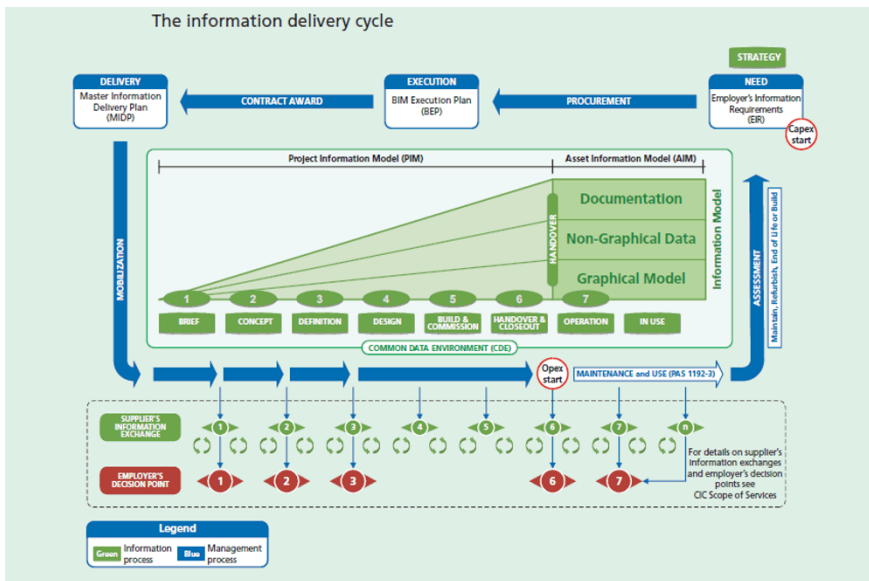 The information delivery cycle
STRATEGY
DELIVERY
Master Information
Delivery Plan
(MIDP)
CONTRACT AWARD
EXECUTION
BIM Execution Plan
(BEP)
PROCUREMENT
NEED
Employer's Information
Requirements
(EIR)
Capex
start
Project Information Model (PIM)
Asset Information Model (AIM)
Documentation
Non-Graphical Data
Graphical Model
HANDOVER
Information Model
MOBILIZATION
ASSESSMENT
Maintain, Refurbish, End of Life or Build
1
2
3
4
5
6
7
BRIEF
CONCEPT
DEFINITION
DESIGN
BUILD &
COMMISSION
HANDOVER &
CLOSEOUT
OPERATION
IN USE
COMMON DATA ENVIRONMENT (CDE)
Opex
start
MAINTENANCE and USE (PAS 1192-3)
SUPPLIER'S
INFORMATION
EXCHANGE
1
2
3
4
5
6
7
n
EMPLOYER'S
DECISION POINT
1
2
3
6
7
For details on supplier's
information exchanges
and employer's decision
points see
CIC Scope of Services
Legend
Green
Information
process
Blue
Management
process